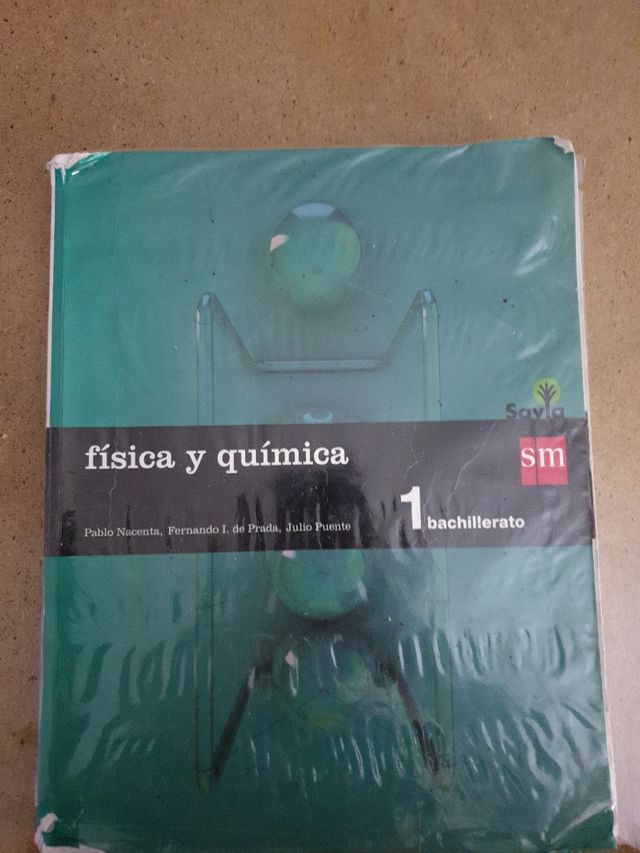 Savia
física y química
sm
1 bachillerato
Pablo Nacenta, Fernando I. de Prada, Julio Puente